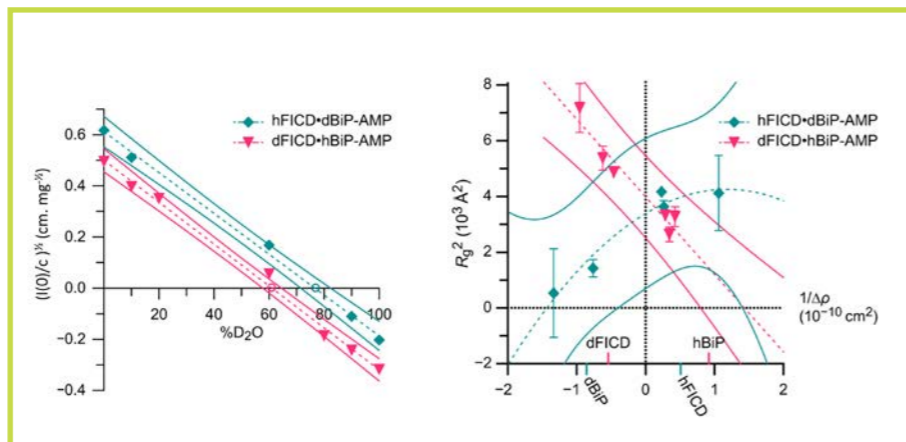 hFICD•dBiP-AMP
dFICD•hBiP-AMP
(I(0)/c )^½ (cm. mg^-½)
0.6
0.4
0.2
0.0
−0.2
−0.4
0 20 40 60 80 100
%D₂O
hFICD•dBiP-AMP
dFICD•hBiP-AMP
Rg² (10³ Å²)
8
6
4
2
0
−2
1/Δρ
(10⁻¹⁰ cm²)
dFICD
hBiP
−2 −1 0 1 2
dBiP
hFICD